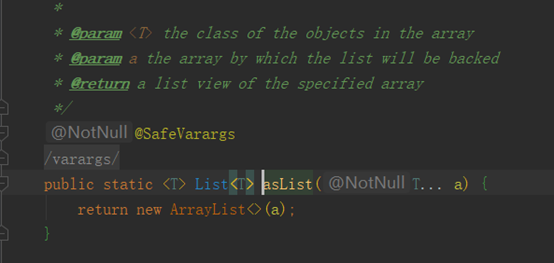 *
* @param <T> the class of the objects in the array
* @param a the array by which the list will be backed
* @return a list view of the specified array
*/
@NotNull @SafeVarargs
/varargs/
public static <T> List<T> asList( @NotNull T... a) {
return new ArrayList<>(a);
}